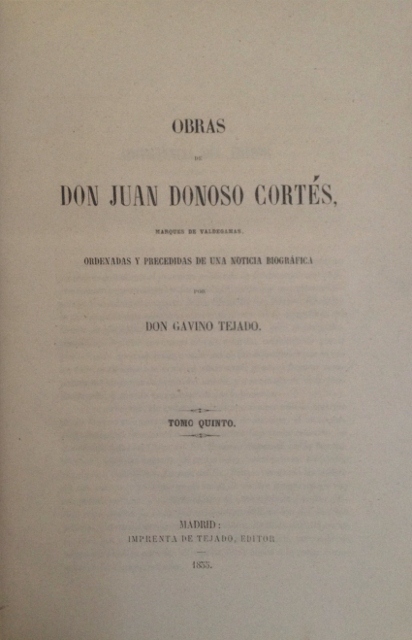 OBRAS
DE
DON JUAN DONOSO CORTÉS,
MARQUES DE VALDEGAMAS.
ORDENADAS Y PRECEDIDAS DE UNA NOTICIA BIOGRÁFICA
POR
DON GAVINO TEJADO.
TOMO QUINTO.
MADRID:
IMPRENTA DE TEJADO, EDITOR
1855.